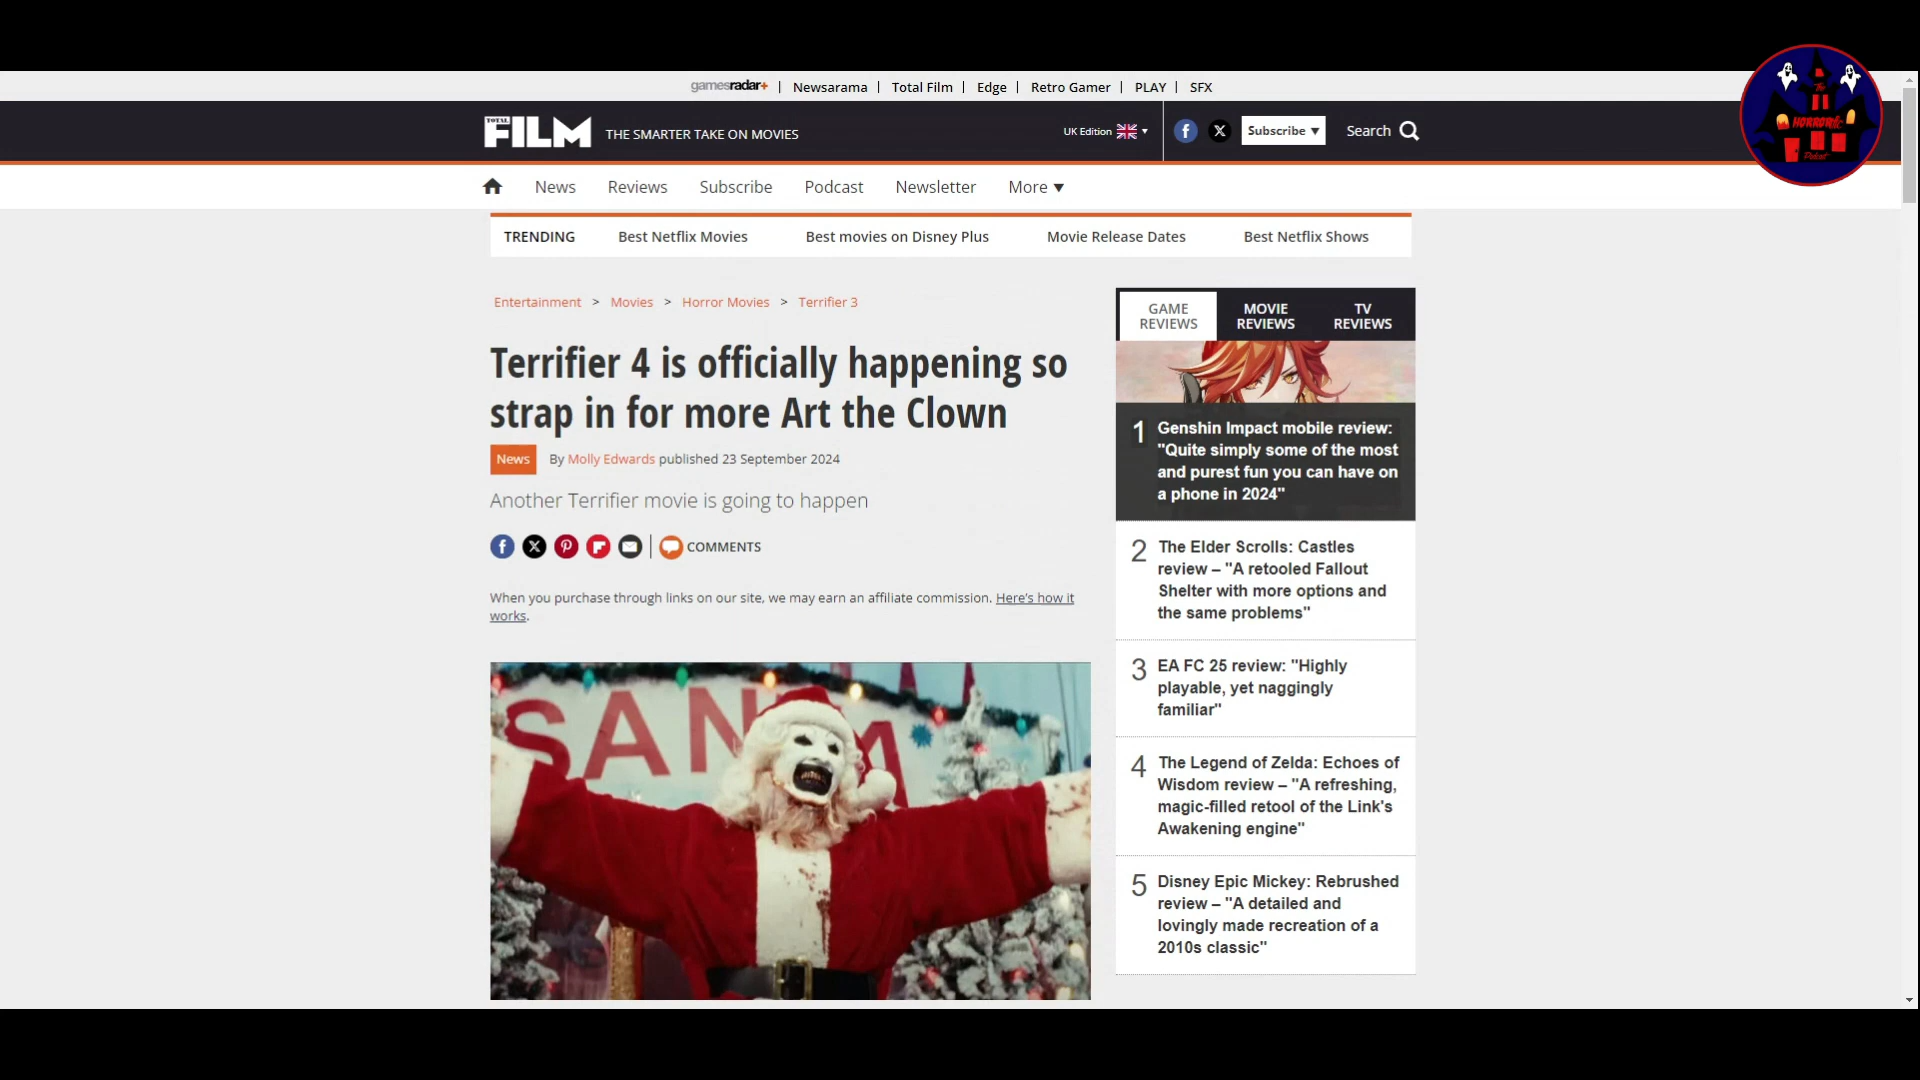 gamesradar+ | Newsarama | Total Film | Edge | Retro Gamer | PLAY | SFX
TOTAL FILM THE SMARTER TAKE ON MOVIES UK Edition Subscribe ▼ Search
News Reviews Subscribe Podcast Newsletter More ▼
TRENDING Best Netflix Movies Best movies on Disney Plus Movie Release Dates Best Netflix Shows
Entertainment > Movies > Horror Movies > Terrifier 3
Terrifier 4 is officially happening so
strap in for more Art the Clown
News By Molly Edwards published 23 September 2024
Another Terrifier movie is going to happen
COMMENTS
When you purchase through links on our site, we may earn an affiliate commission. Here's how it
works.
SANTA
GAME
REVIEWS
MOVIE
REVIEWS
TV
REVIEWS
1 Genshin Impact mobile review:
"Quite simply some of the most
and purest fun you can have on
a phone in 2024"
2 The Elder Scrolls: Castles
review – "A retooled Fallout
Shelter with more options and
the same problems"
3 EA FC 25 review: "Highly
playable, yet naggingly
familiar"
4 The Legend of Zelda: Echoes of
Wisdom review – "A refreshing,
magic-filled retool of the Link's
Awakening engine"
5 Disney Epic Mickey: Rebrushed
review – "A detailed and
lovingly made recreation of a
2010s classic"
The
Podcast